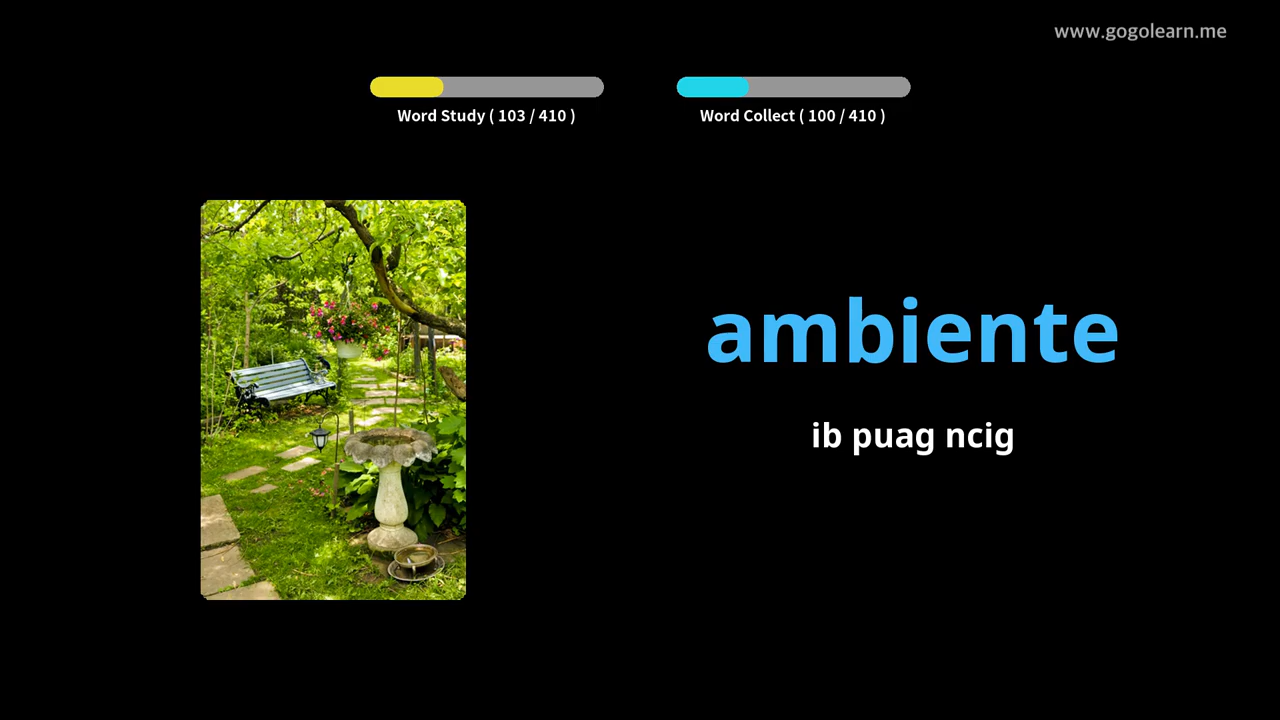 www.gogolearn.me
Word Study ( 103 / 410 )
Word Collect ( 100 / 410 )
ambiente
ib puag ncig